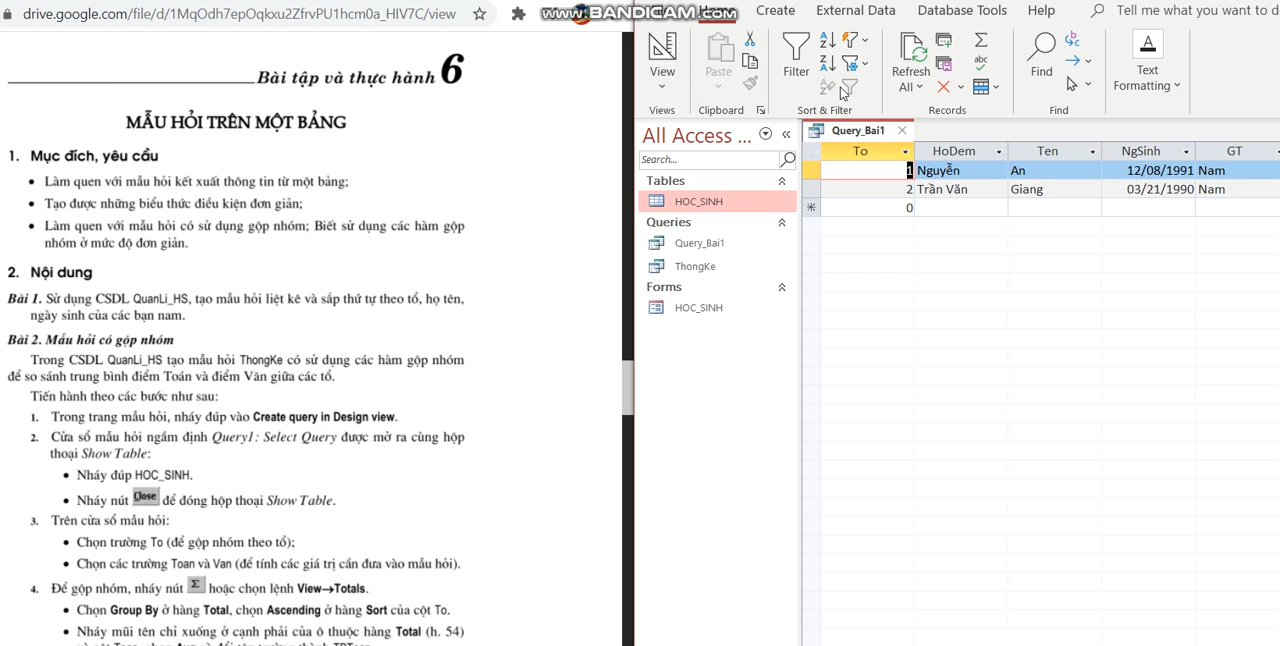 drive.google.com/file/d/1MqOdh7epOqkxu2ZfrvPU1hcm0a_HIV7C/view
Bài tập và thực hành 6
MẪU HỎI TRÊN MỘT BẢNG
1. Mục đích, yêu cầu
• Làm quen với mẫu hỏi kết xuất thông tin từ một bảng;
• Tạo được những biểu thức điều kiện đơn giản;
• Làm quen với mẫu hỏi có sử dụng gộp nhóm; Biết sử dụng các hàm gộp
nhóm ở mức độ đơn giản.
2. Nội dung
Bài 1. Sử dụng CSDL QuanLi_HS, tạo mẫu hỏi liệt kê và sắp thứ tự theo tổ, họ tên,
ngày sinh của các bạn nam.
Bài 2. Mẫu hỏi có gộp nhóm
Trong CSDL QuanLi_HS tạo mẫu hỏi ThongKe có sử dụng các hàm gộp nhóm
để so sánh trung bình điểm Toán và điểm Văn giữa các tổ.
Tiến hành theo các bước như sau:
1. Trong trang mẫu hỏi, nháy đúp vào Create query in Design view.
2. Cửa sổ mẫu hỏi ngầm định Query1: Select Query được mở ra cùng hộp
thoại Show Table:
• Nháy đúp HOC_SINH.
• Nháy nút Close để đóng hộp thoại Show Table.
3. Trên cửa sổ mẫu hỏi:
• Chọn trường To (để gộp nhóm theo tổ);
• Chọn các trường Toan và Van (để tính các giá trị cần đưa vào mẫu hỏi).
4. Để gộp nhóm, nháy nút Σ hoặc chọn lệnh View→Totals.
• Chọn Group By ở hàng Total, chọn Ascending ở hàng Sort của cột To.
• Nháy mũi tên chỉ xuống ở cạnh phải của ô thuộc hàng Total (h. 54)
www.BANDICAM.com
Create External Data Database Tools Help Tell me what you want to d
View
Paste
Filter
Refresh
All
Find
Text
Formatting
Views Clipboard Sort & Filter Records Find
All Access ...
Search...
Tables
HOC_SINH
Queries
Query_Bai1
ThongKe
Forms
HOC_SINH
Query_Bai1
To HoDem Ten NgSinh GT
1 Nguyễn An 12/08/1991 Nam
2 Trần Văn Giang 03/21/1990 Nam
0